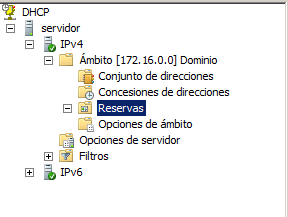 DHCP
servidor
IPv4
Ámbito [172.16.0.0] Dominio
Conjunto de direcciones
Concesiones de direcciones
Reservas
Opciones de ámbito
Opciones de servidor
Filtros
IPv6